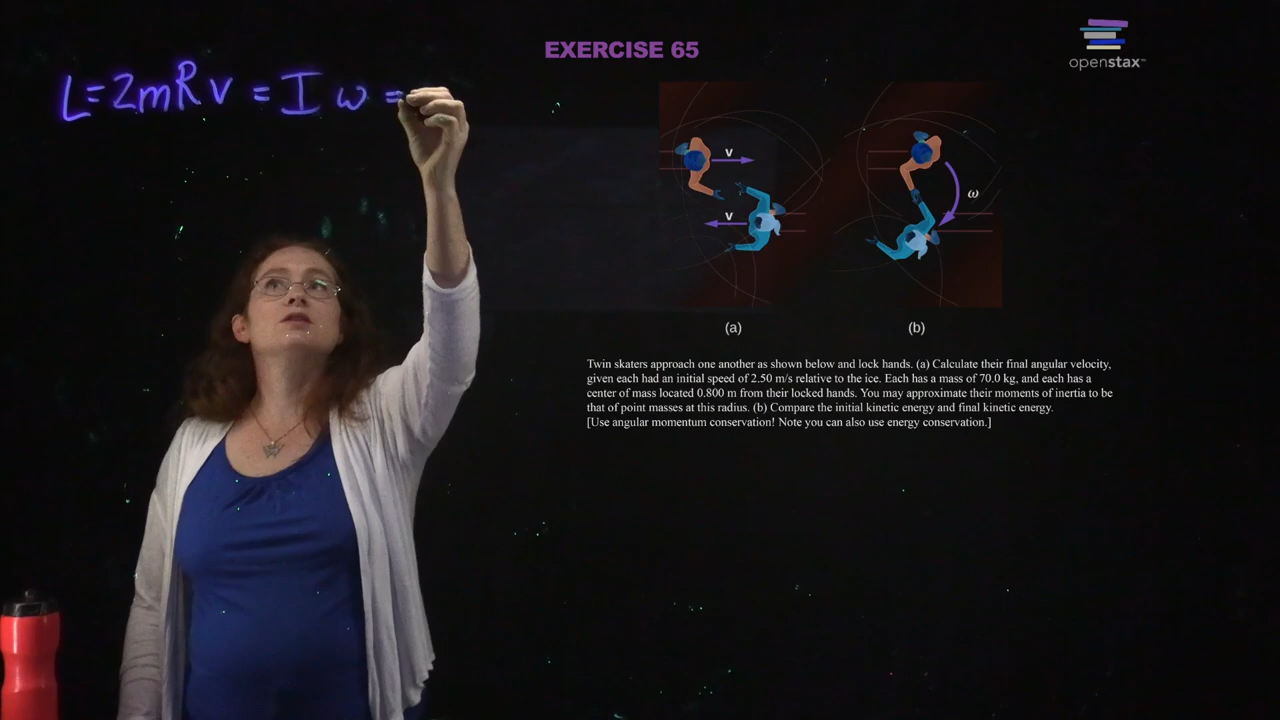 EXERCISE 65
openstax™
L = 2mRv = I ω =
v
v
ω
(a)
(b)
Twin skaters approach one another as shown below and lock hands. (a) Calculate their final angular velocity,
given each had an initial speed of 2.50 m/s relative to the ice. Each has a mass of 70.0 kg, and each has a
center of mass located 0.800 m from their locked hands. You may approximate their moments of inertia to be
that of point masses at this radius. (b) Compare the initial kinetic energy and final kinetic energy.
[Use angular momentum conservation! Note you can also use energy conservation.]